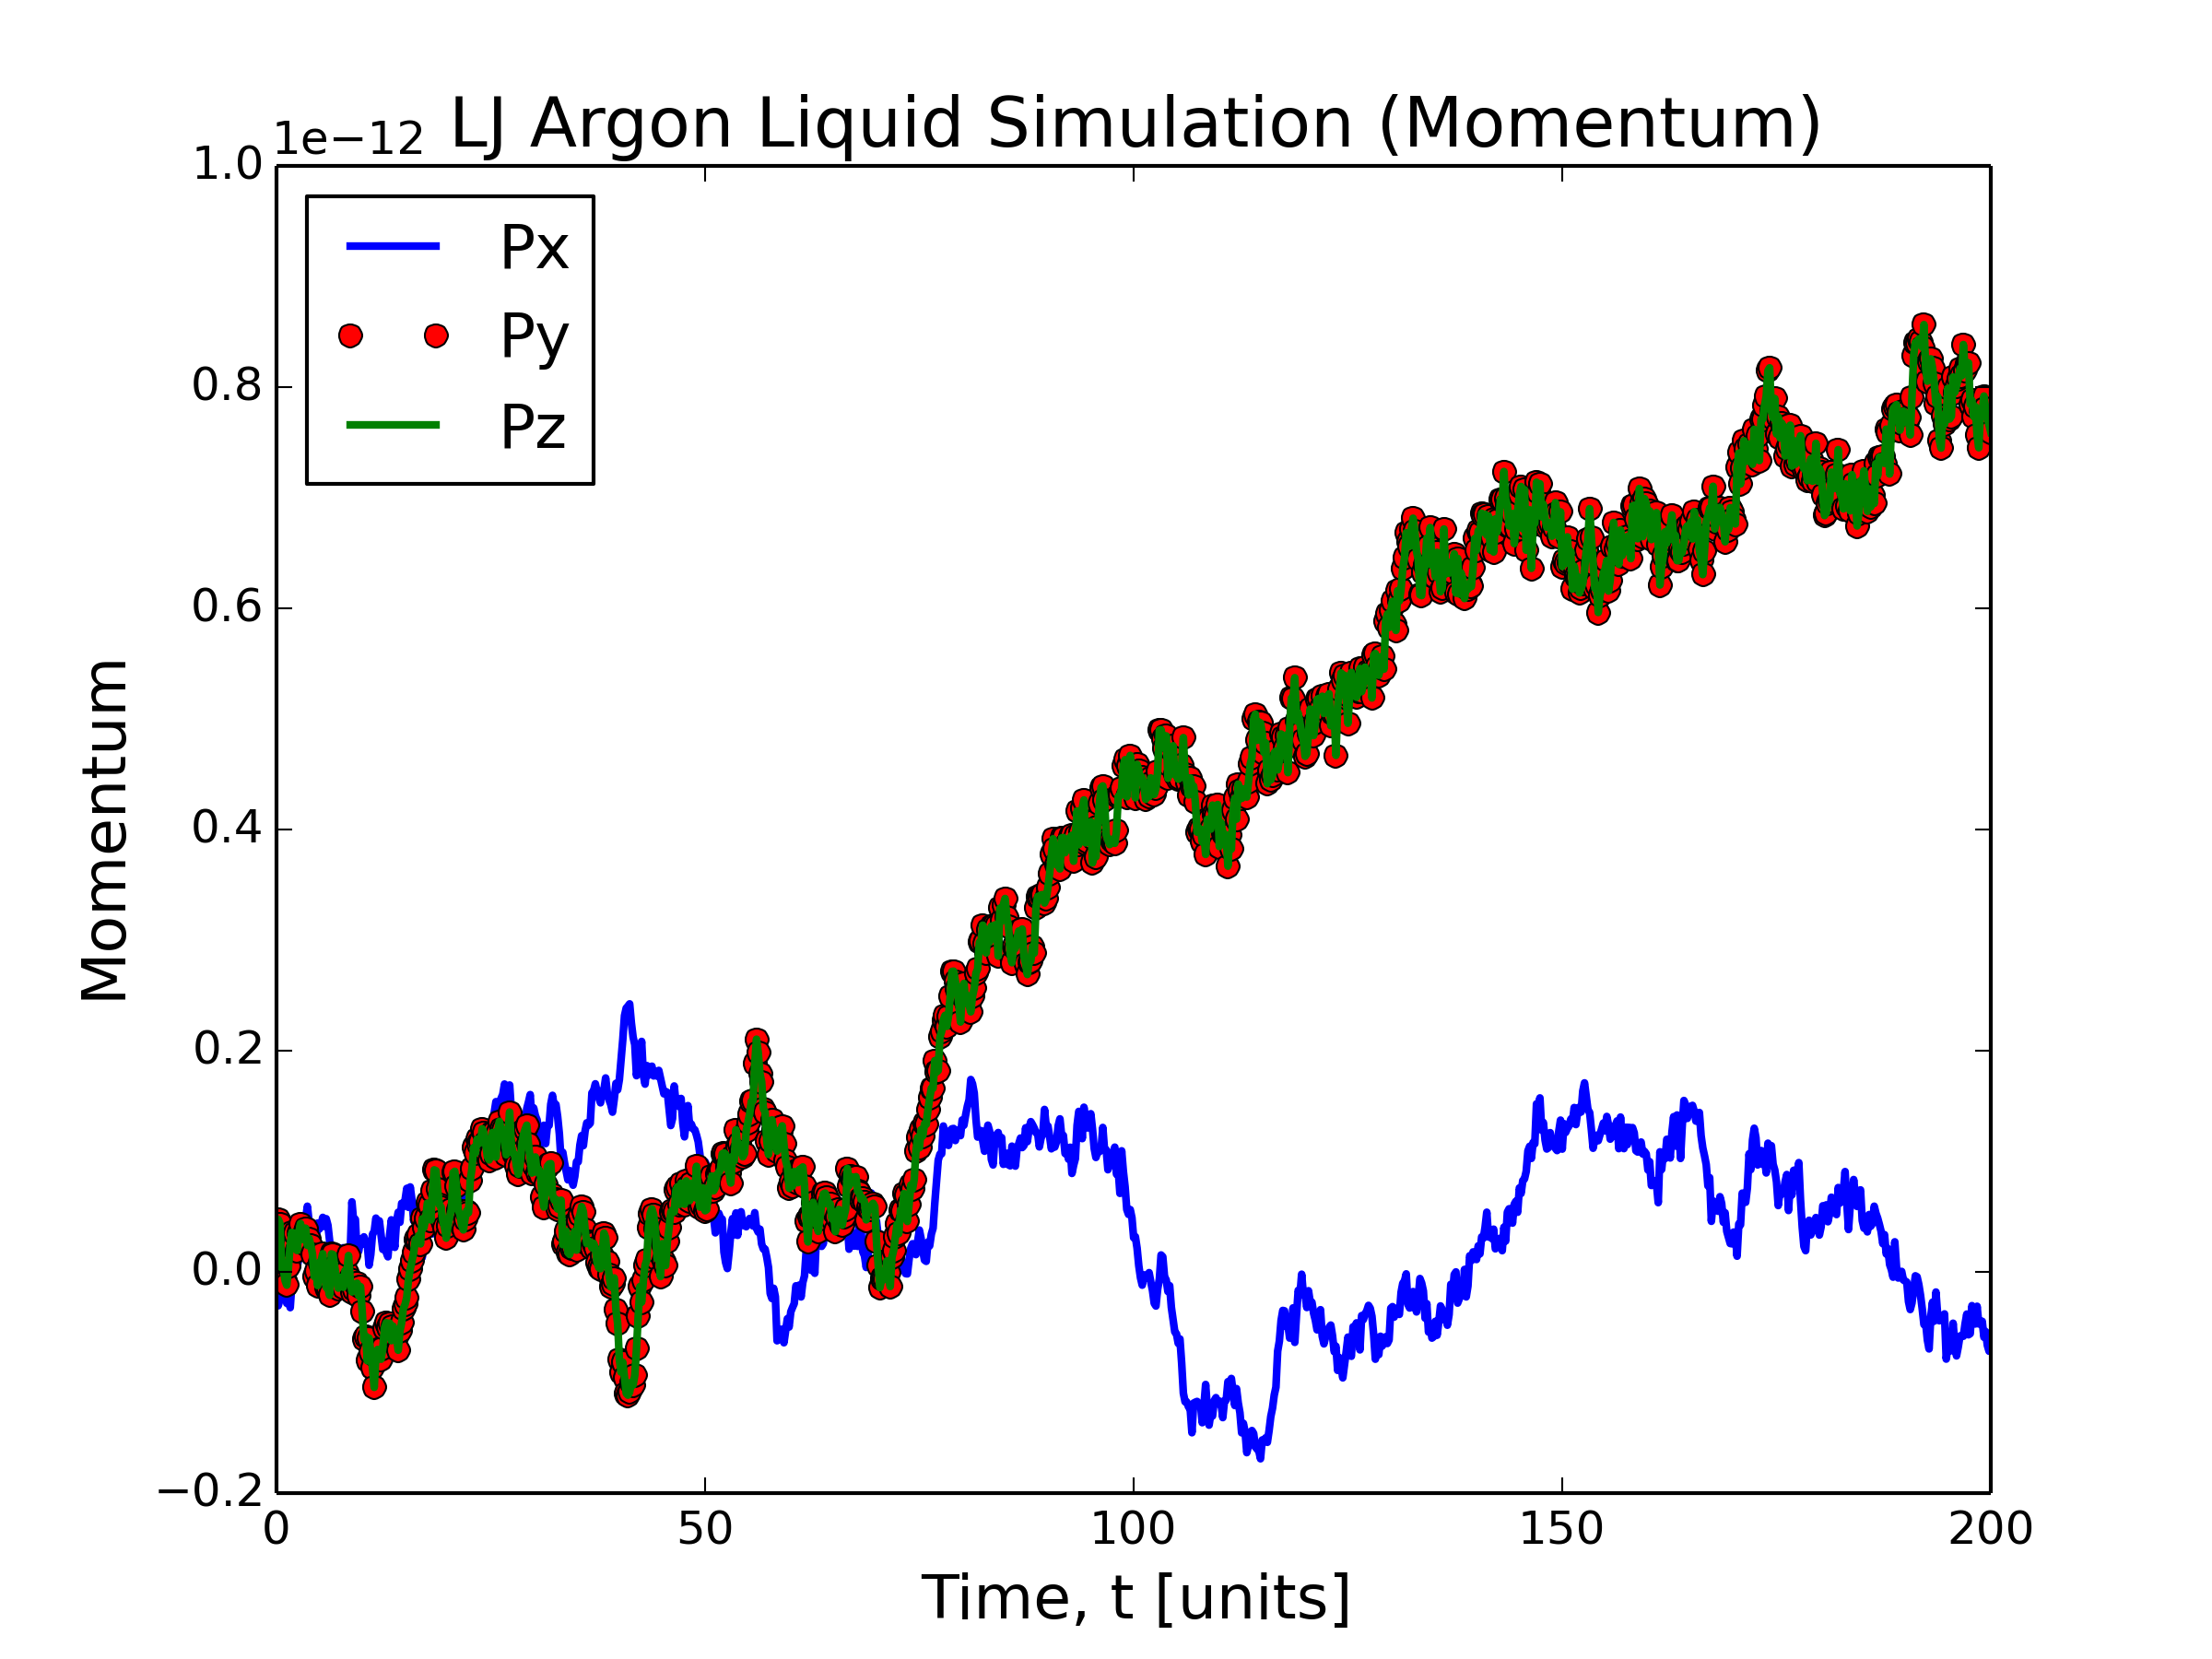 LJ Argon Liquid Simulation (Momentum)
1e−12
1.0
0.8
0.6
0.4
0.2
0.0
−0.2
Momentum
Px
Py
Pz
0 50 100 150 200
Time, t [units]